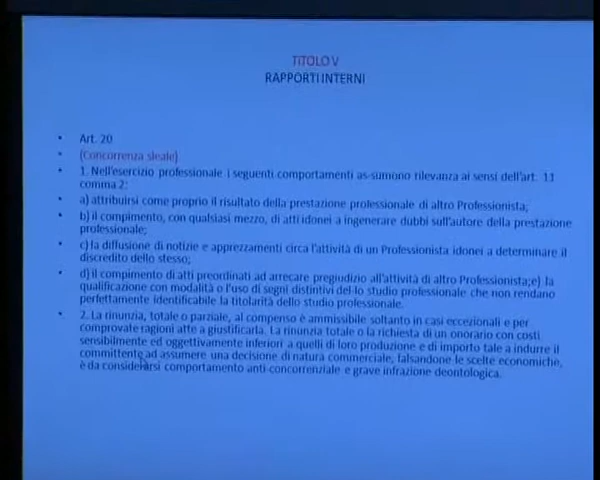 TITOLO V
RAPPORTI INTERNI
• Art. 20
• (Concorrenza sleale)
• 1. Nell'esercizio professionale i seguenti comportamenti as-sumono rilevanza ai sensi dell'art. 11
comma 2:
• a) attribuirsi come proprio il risultato della prestazione professionale di altro Professionista;
• b) il compimento, con qualsiasi mezzo, di atti idonei a ingenerare dubbi sull'autore della prestazione
professionale;
• c) la diffusione di notizie e apprezzamenti circa l'attività di un Professionista idonei a determinare il
discredito dello stesso;
• d) il compimento di atti preordinati ad arrecare pregiudizio all'attività di altro Professionista;e) la
qualificazione con modalità o l'uso di segni distintivi del-lo studio professionale che non rendano
perfettamente identificabile la titolarità dello studio professionale.
• 2. La rinunzia, totale o parziale, al compenso è ammissibile soltanto in casi eccezionali e per
comprovate ragioni atte a giustificarla. La rinunzia totale o la richiesta di un onorario con costi
sensibilmente ed oggettivamente inferiori a quelli di loro produzione e di importo tale a indurre il
committente ad assumere una decisione di natura commerciale, falsandone le scelte economiche,
è da considerarsi comportamento anti-concorrenziale e grave infrazione deontologica.